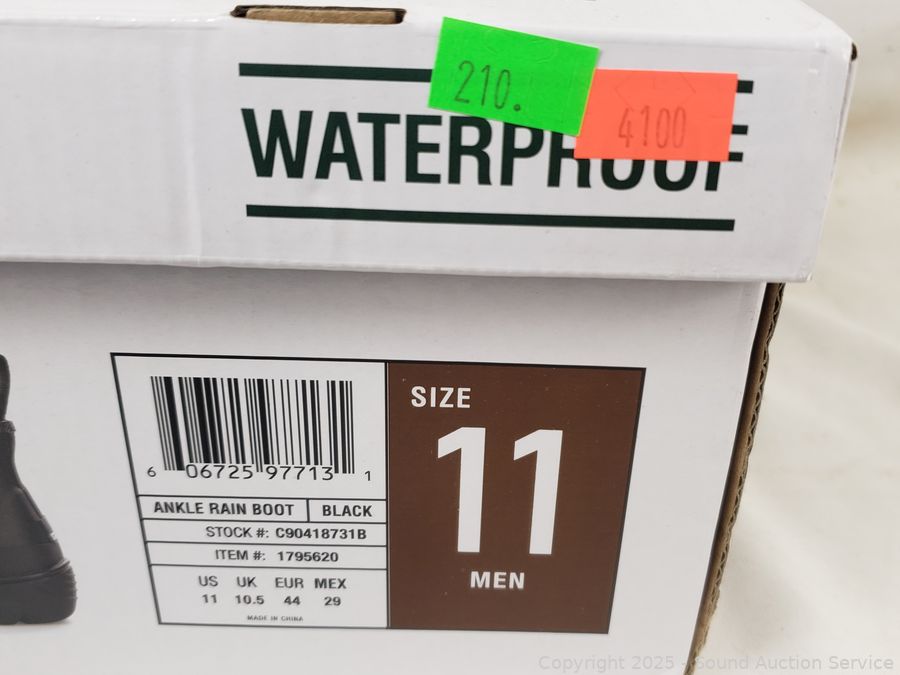 210.
4100
WATERPROOF
SIZE
11
MEN
6 06725 97713 1
ANKLE RAIN BOOT BLACK
STOCK #: C90418731B
ITEM #: 1795620
US UK EUR MEX
11 10.5 44 29
MADE IN CHINA
Copyright 2025 - Sound Auction Service